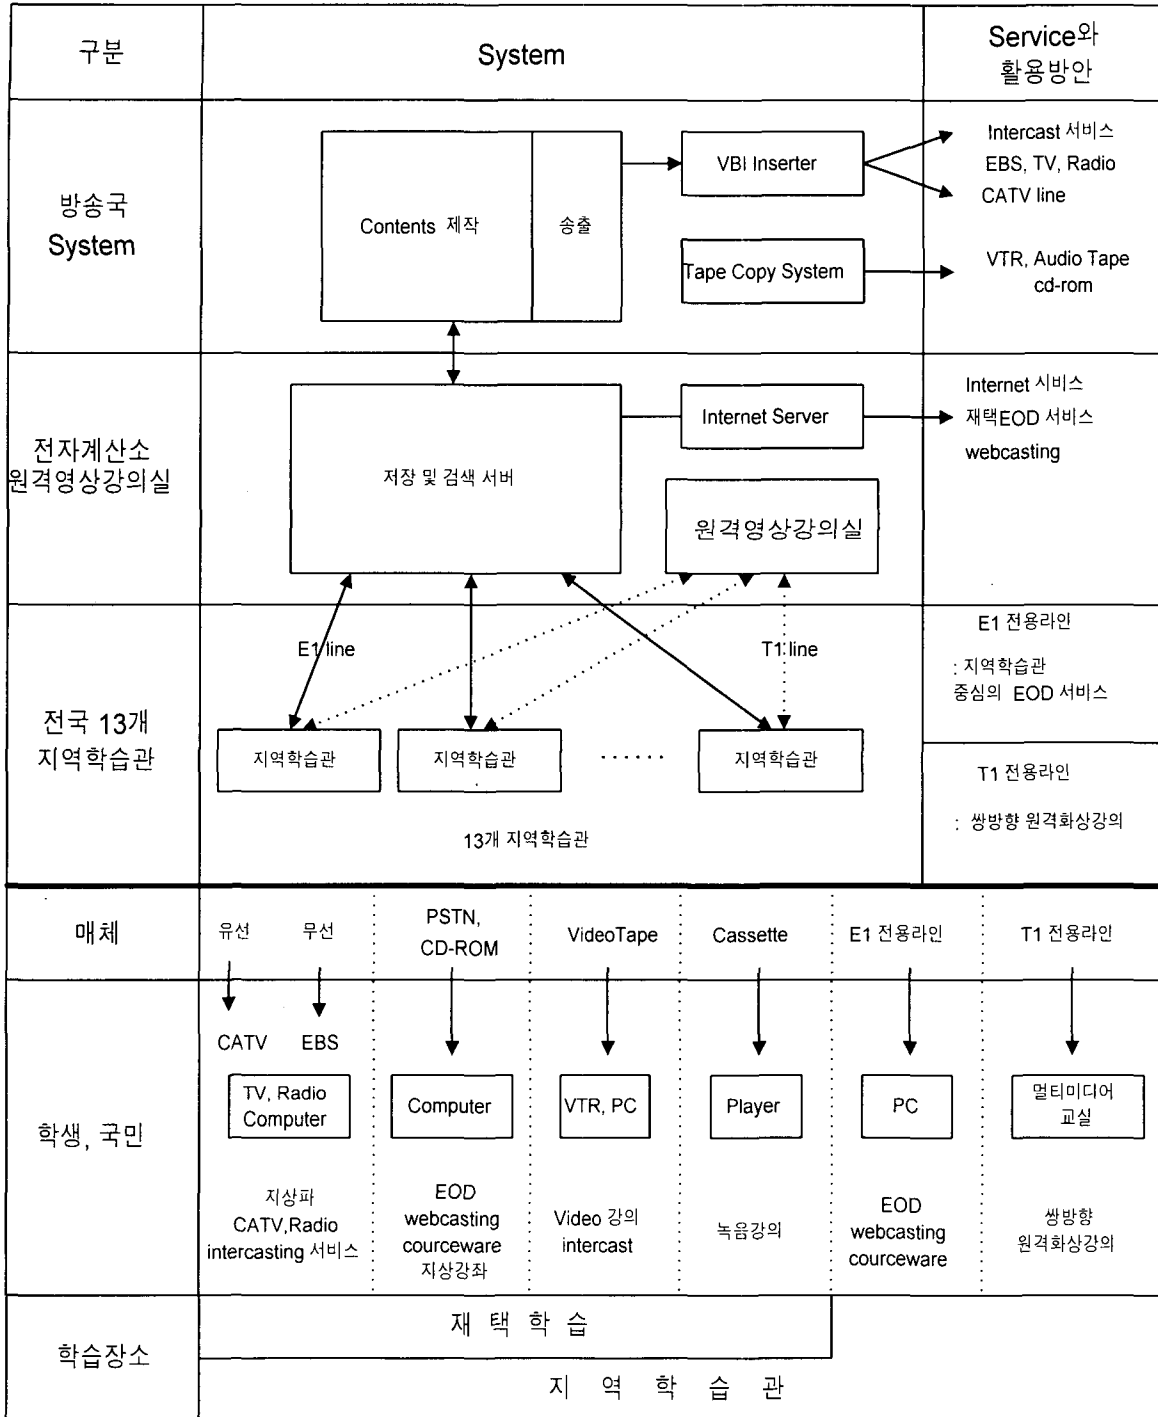 구분
System
Service와
활용방안
방송국
System
Contents 제작
송출
VBI Inserter
Tape Copy System
Intercast 서비스
EBS, TV, Radio
CATV line
VTR, Audio Tape
cd-rom
전자계산소
원격영상강의실
저장 및 검색 서버
Internet Server
원격영상강의실
Internet 시비스
재택EOD 서비스
webcasting
전국 13개
지역학습관
E1 line
T1 line
지역학습관
지역학습관
......
지역학습관
13개 지역학습관
E1 전용라인
: 지역학습관
중심의 EOD 서비스
T1 전용라인
: 쌍방향 원격화상강의
매체
유선
무선
PSTN,
CD-ROM
VideoTape
Cassette
E1 전용라인
T1 전용라인
학생, 국민
CATV
EBS
TV, Radio
Computer
Computer
VTR, PC
Player
PC
멀티미디어
교실
지상파
CATV,Radio
intercasting 서비스
EOD
webcasting
courceware
지상강좌
Video 강의
intercast
녹음강의
EOD
webcasting
courceware
쌍방향
원격화상강의
학습장소
재 택 학 습
지 역 학 습 관